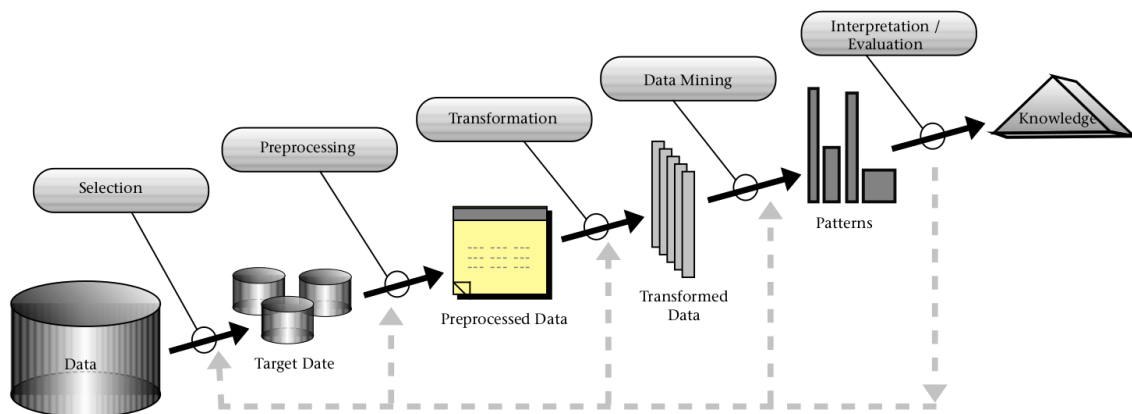 Interpretation /
Evaluation
Data Mining
Transformation
Preprocessing
Selection
Knowledge
Patterns
Transformed
Data
Preprocessed Data
Target Date
Data